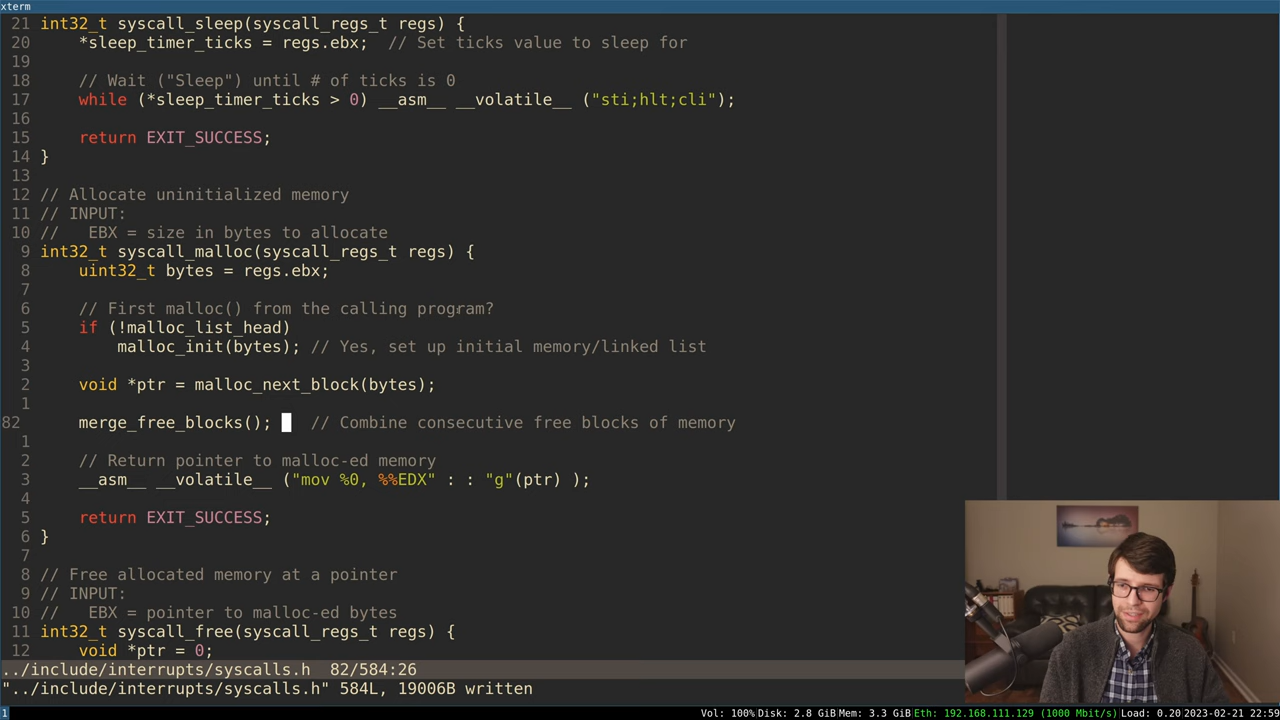 xterm
21 int32_t syscall_sleep(syscall_regs_t regs) {
20     *sleep_timer_ticks = regs.ebx;  // Set ticks value to sleep for
19
18     // Wait ("Sleep") until # of ticks is 0
17     while (*sleep_timer_ticks > 0) __asm__ __volatile__ ("sti;hlt;cli");
16
15     return EXIT_SUCCESS;
14 }
13
12 // Allocate uninitialized memory
11 // INPUT:
10 //   EBX = size in bytes to allocate
9 int32_t syscall_malloc(syscall_regs_t regs) {
8     uint32_t bytes = regs.ebx;
7
6     // First malloc() from the calling program?
5     if (!malloc_list_head)
4         malloc_init(bytes); // Yes, set up initial memory/linked list
3
2     void *ptr = malloc_next_block(bytes);
1
82     merge_free_blocks();    // Combine consecutive free blocks of memory
1
2     // Return pointer to malloc-ed memory
3     __asm__ __volatile__ ("mov %0, %%EDX" : : "g"(ptr) );
4
5     return EXIT_SUCCESS;
6 }
7
8 // Free allocated memory at a pointer
9 // INPUT:
10 //   EBX = pointer to malloc-ed bytes
11 int32_t syscall_free(syscall_regs_t regs) {
12     void *ptr = 0;
../include/interrupts/syscalls.h  82/584:26
"../include/interrupts/syscalls.h" 584L, 19006B written
1 Vol: 100% Disk: 2.8 GiB Mem: 3.3 GiB Eth: 192.168.111.129 (1000 Mbit/s) Load: 0.20 2023-02-21 22:59